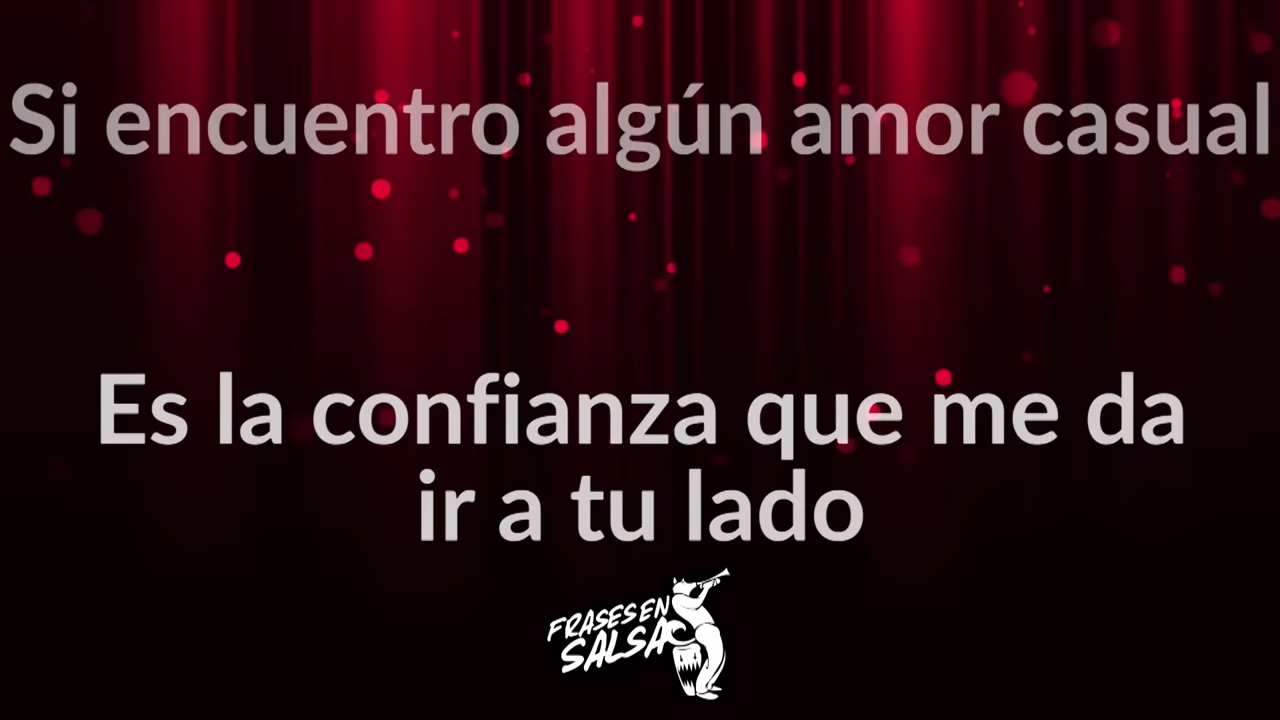 Si encuentro algún amor casual
Es la confianza que me da
ir a tu lado
FRASES EN
SALSA